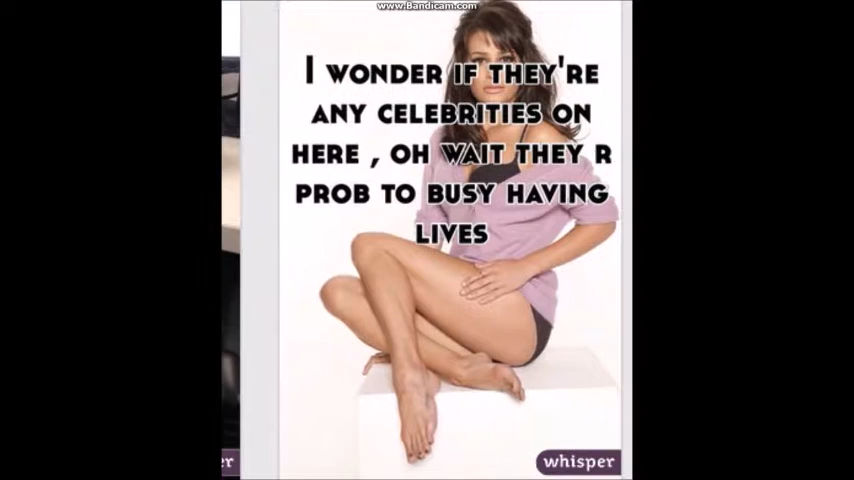 www.Bandicam.com
I WONDER IF THEY'RE
ANY CELEBRITIES ON
HERE , OH WAIT THEY R
PROB TO BUSY HAVING
LIVES
er
whisper